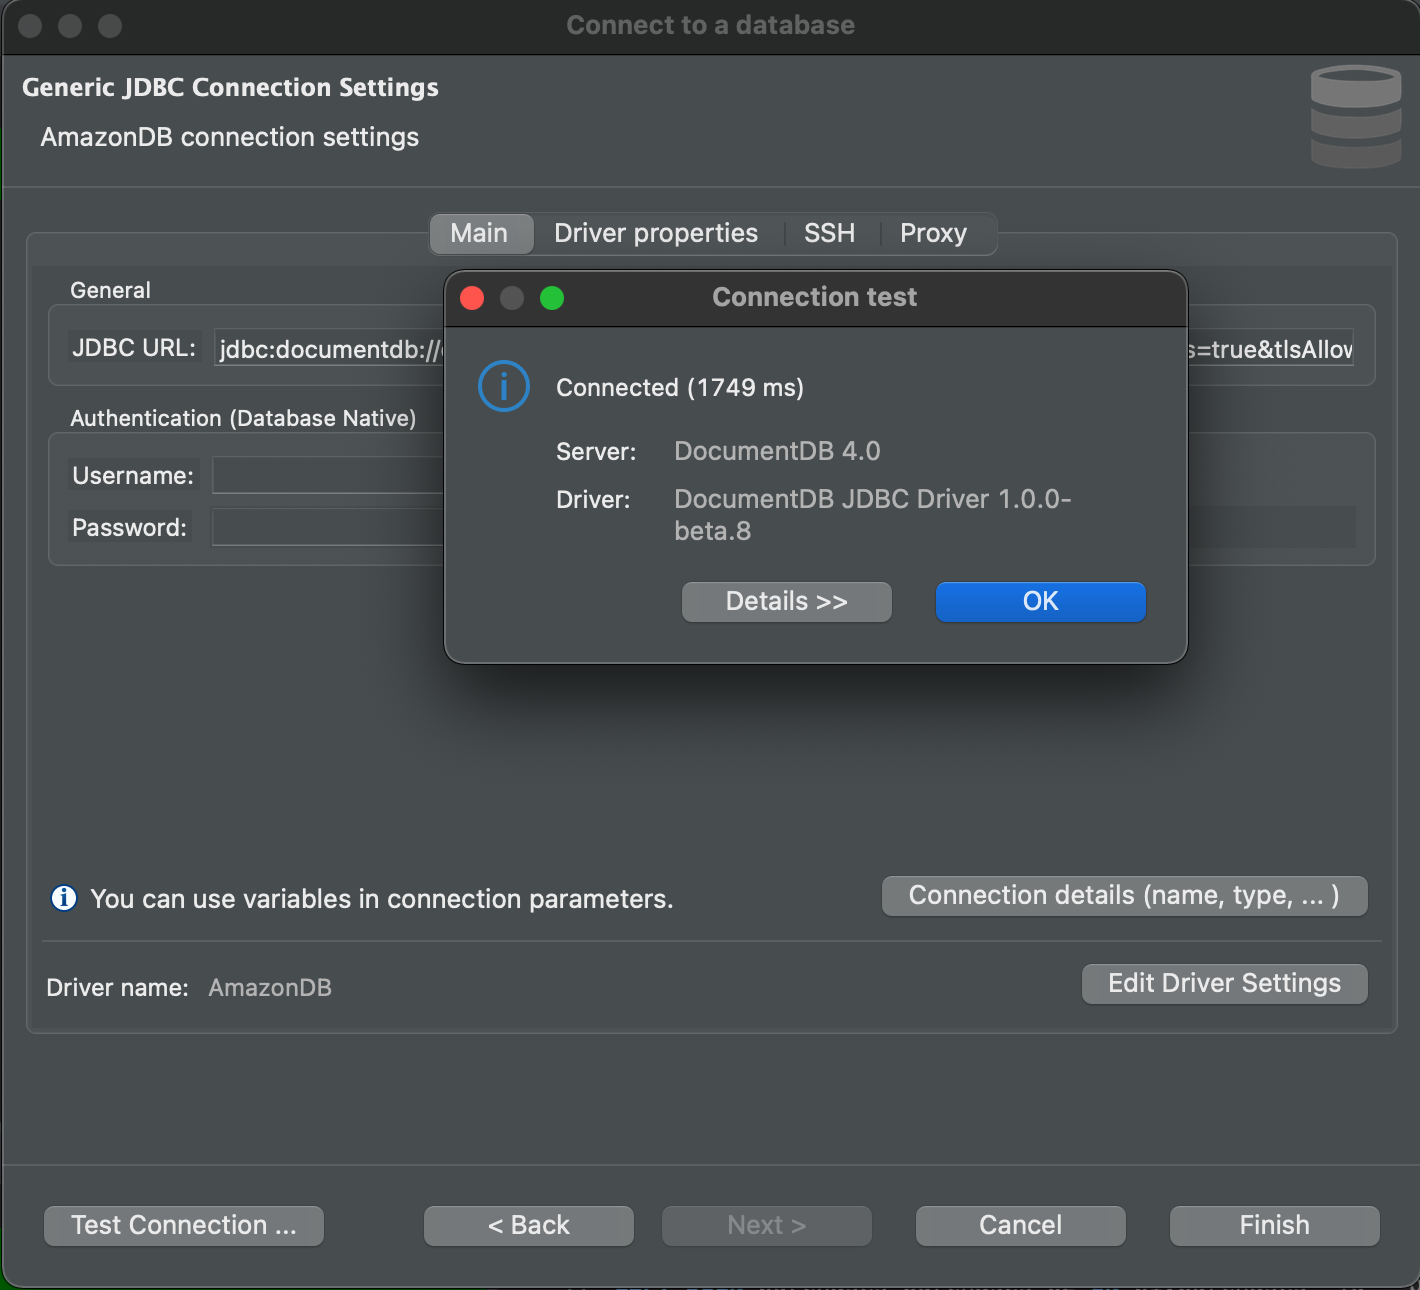 Connect to a database
Generic JDBC Connection Settings
AmazonDB connection settings
Main
Driver properties
SSH
Proxy
General
JDBC URL:
jdbc:documentdb://
s=true&tlsAllow
Authentication (Database Native)
Username:
Password:
Connection test
Connected (1749 ms)
Server: DocumentDB 4.0
Driver: DocumentDB JDBC Driver 1.0.0-
beta.8
Details >>
OK
You can use variables in connection parameters.
Connection details (name, type, ... )
Driver name: AmazonDB
Edit Driver Settings
Test Connection ...
< Back
Next >
Cancel
Finish